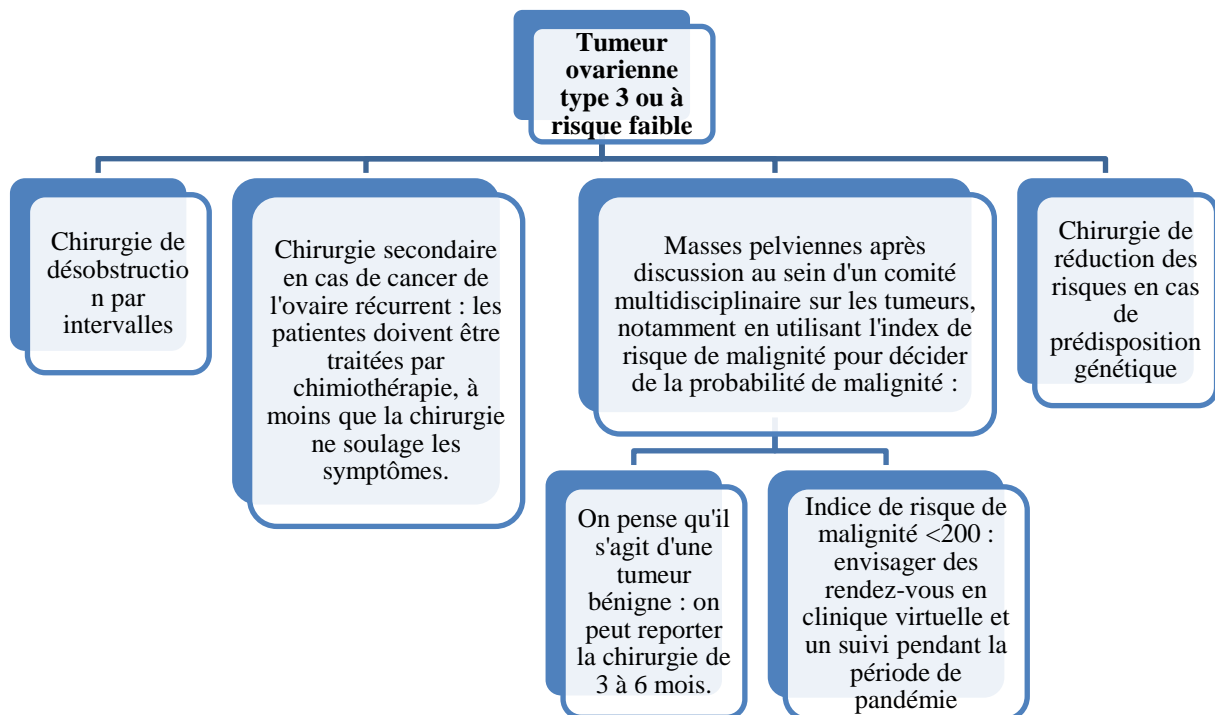 Tumeur
ovarienne
type 3 ou à
risque faible
Chirurgie de
désobstructio
n par
intervalles
Chirurgie secondaire
en cas de cancer de
l'ovaire récurrent : les
patientes doivent être
traitées par
chimiothérapie, à
moins que la chirurgie
ne soulage les
symptômes.
Masses pelviennes après
discussion au sein d'un comité
multidisciplinaire sur les tumeurs,
notamment en utilisant l'index de
risque de malignité pour décider
de la probabilité de malignité :
Chirurgie de
réduction des
risques en cas
de
prédisposition
génétique
On pense qu'il
s'agit d'une
tumeur
bénigne : on
peut reporter
la chirurgie de
3 à 6 mois.
Indice de risque de
malignité <200 :
envisager des
rendez-vous en
clinique virtuelle et
un suivi pendant la
période de
pandémie